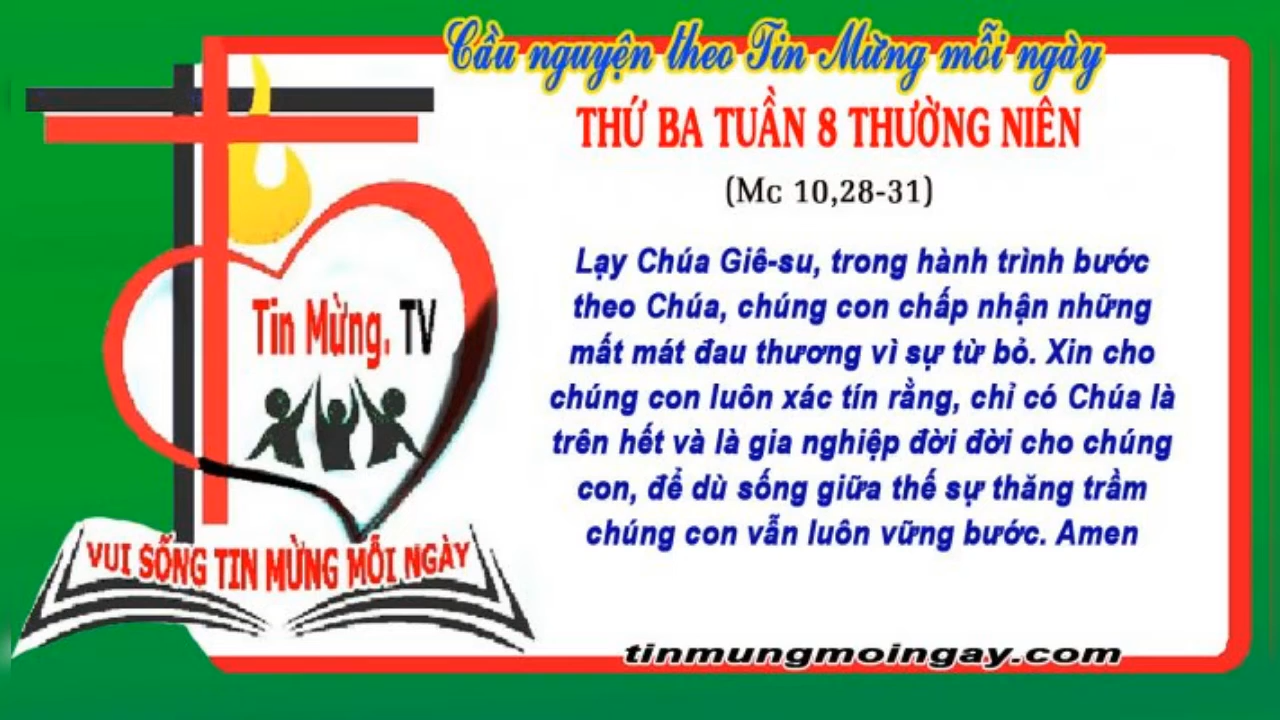 Cầu nguyện theo Tin Mừng mỗi ngày
THỨ BA TUẦN 8 THƯỜNG NIÊN
(Mc 10,28-31)
Lạy Chúa Giê-su, trong hành trình bước
theo Chúa, chúng con chấp nhận những
mất mát đau thương vì sự từ bỏ. Xin cho
chúng con luôn xác tín rằng, chỉ có Chúa là
trên hết và là gia nghiệp đời đời cho chúng
con, để dù sống giữa thế sự thăng trầm
chúng con vẫn luôn vững bước. Amen
Tin Mừng. TV
VUI SỐNG TIN MỪNG MỖI NGÀY
tinmungmoingay.com